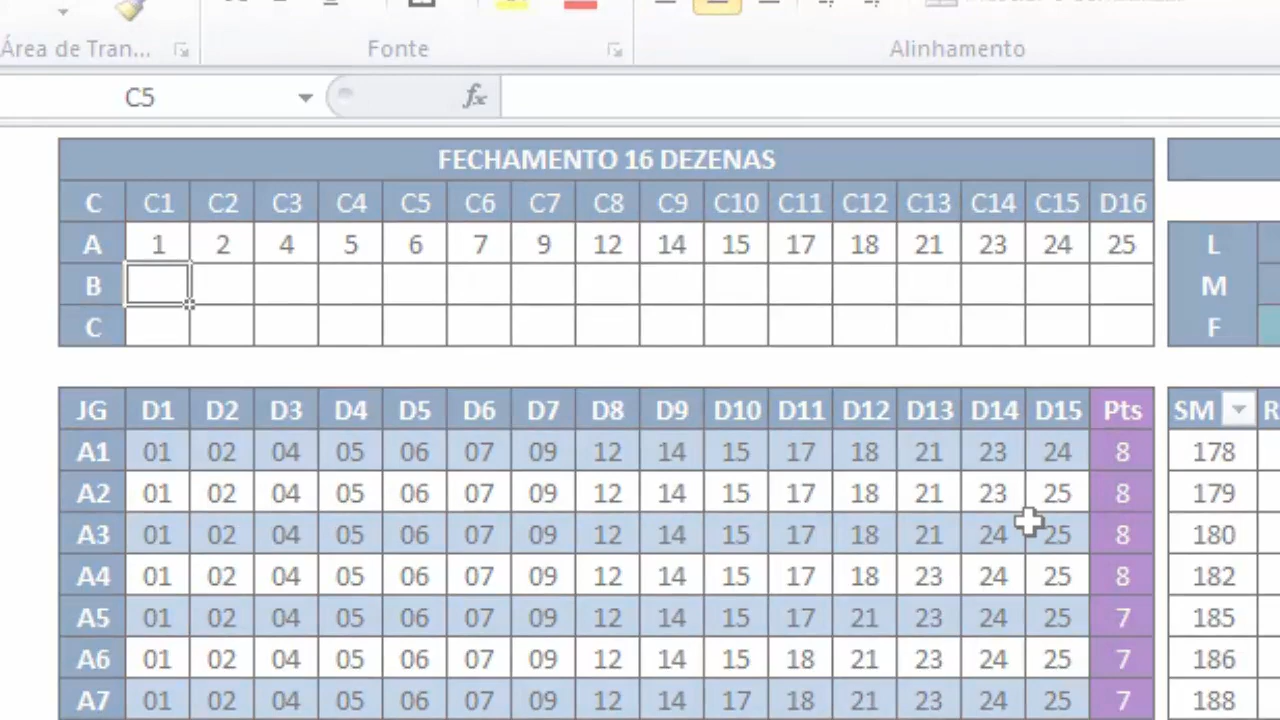 Área de Tran... Fonte Alinhamento
C5 fx
FECHAMENTO 16 DEZENAS
C C1 C2 C3 C4 C5 C6 C7 C8 C9 C10 C11 C12 C13 C14 C15 D16
A 1 2 4 5 6 7 9 12 14 15 17 18 21 23 24 25 L
B M
C F
JG D1 D2 D3 D4 D5 D6 D7 D8 D9 D10 D11 D12 D13 D14 D15 Pts SM R
A1 01 02 04 05 06 07 09 12 14 15 17 18 21 23 24 8 178
A2 01 02 04 05 06 07 09 12 14 15 17 18 21 23 25 8 179
A3 01 02 04 05 06 07 09 12 14 15 17 18 21 24 25 8 180
A4 01 02 04 05 06 07 09 12 14 15 17 18 23 24 25 8 182
A5 01 02 04 05 06 07 09 12 14 15 17 21 23 24 25 7 185
A6 01 02 04 05 06 07 09 12 14 15 18 21 23 24 25 7 186
A7 01 02 04 05 06 07 09 12 14 17 18 21 23 24 25 7 188